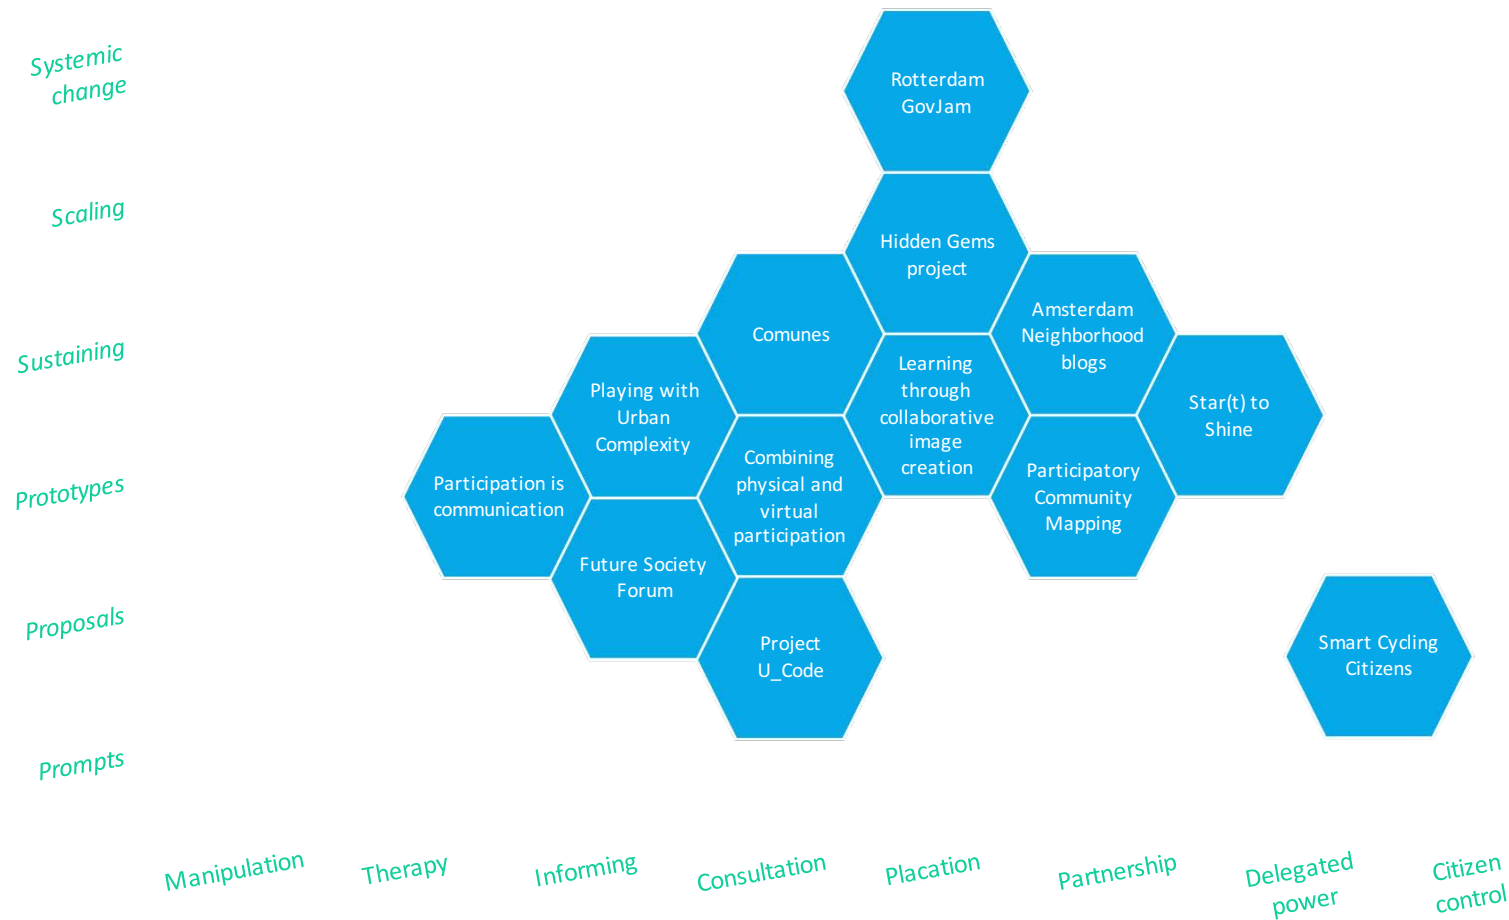 Systemic
change
Rotterdam
GovJam
Scaling
Hidden Gems
project
Sustaining
Comunes
Amsterdam
Neighborhood
blogs
Playing with
Urban
Complexity
Learning
through
collaborative
image
creation
Star(t) to
Shine
Prototypes
Participation is
communication
Combining
physical and
virtual
participation
Participatory
Community
Mapping
Future Society
Forum
Proposals
Project
U_Code
Smart Cycling
Citizens
Prompts
Manipulation
Therapy
Informing
Consultation
Placation
Partnership
Delegated
power
Citizen
control